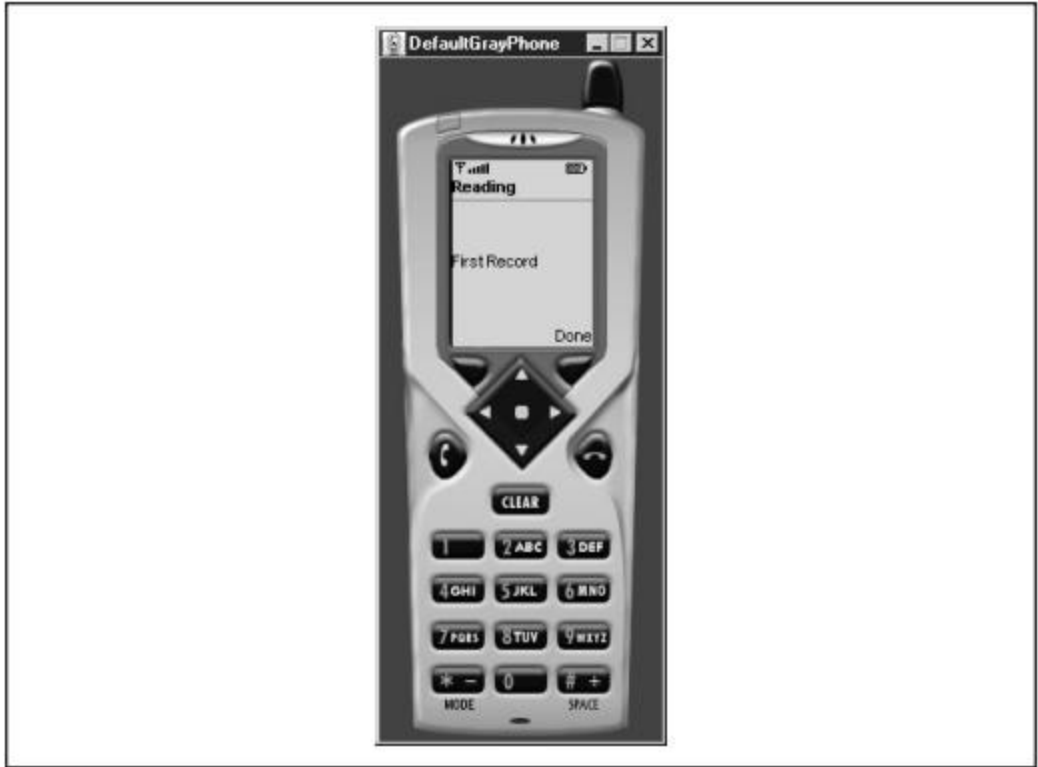 DefaultGrayPhone
Reading
First Record
Done
CLEAR
1 2 ABC 3 DEF
4 GHI 5 JKL 6 MNO
7 PQRS 8 TUV 9 WXYZ
* - 0 # +
MODE SPACE